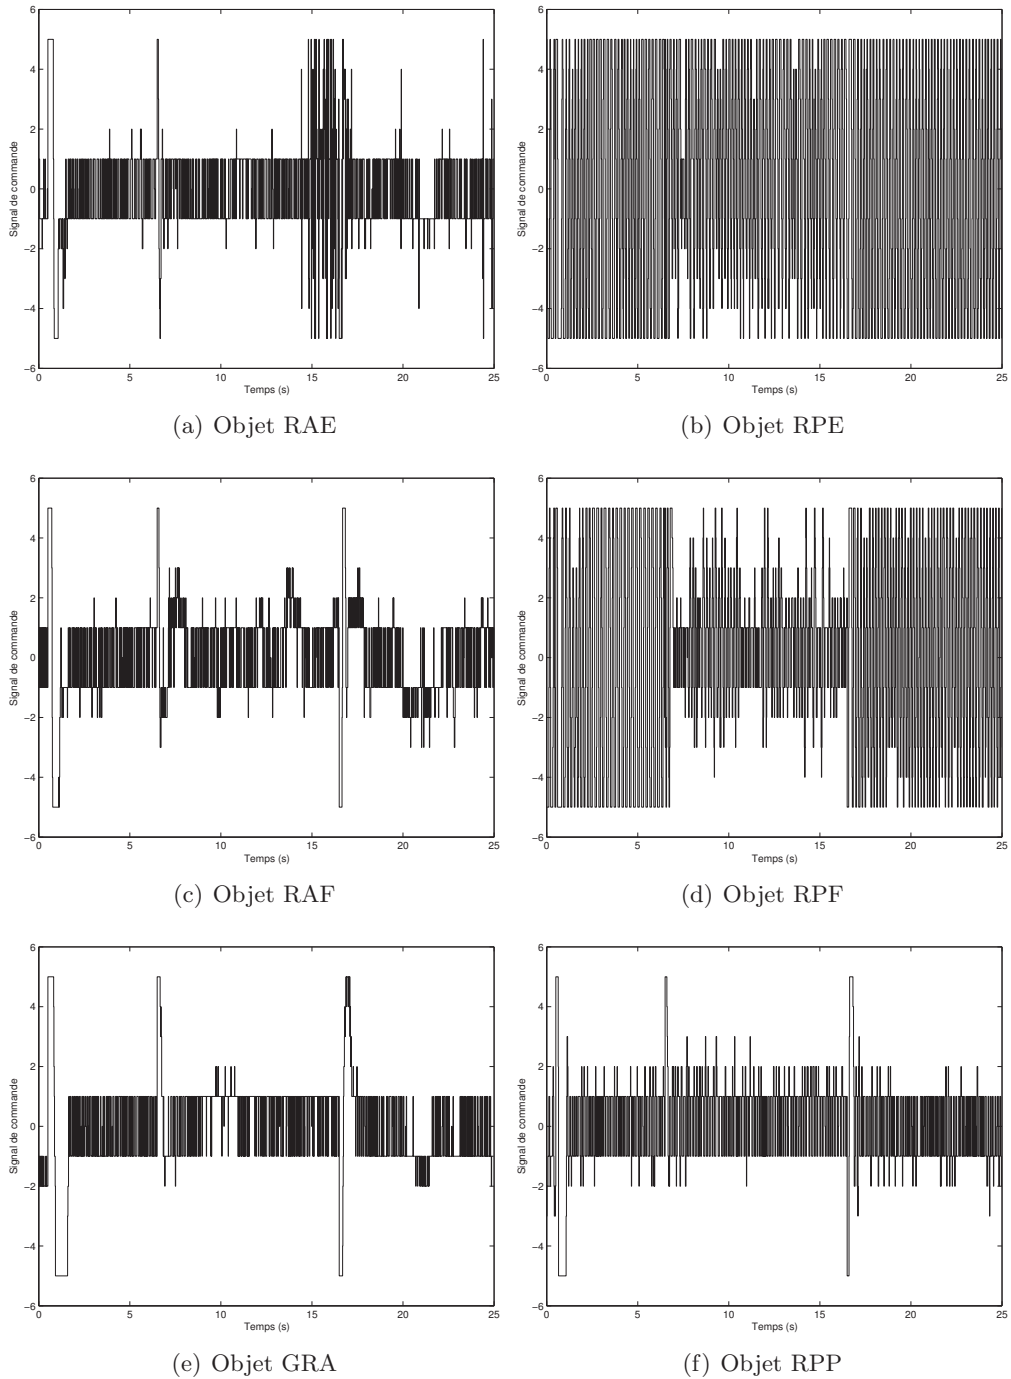 6
4
2
0
−2
−4
−6
Signal de commande
0 5 10 15 20 25
Temps (s)
(a) Objet RAE
6
4
2
0
−2
−4
−6
Signal de commande
0 5 10 15 20 25
Temps (s)
(b) Objet RPE
6
4
2
0
−2
−4
−6
Signal de commande
0 5 10 15 20 25
Temps (s)
(c) Objet RAF
6
4
2
0
−2
−4
−6
Signal de commande
0 5 10 15 20 25
Temps (s)
(d) Objet RPF
6
4
2
0
−2
−4
−6
Signal de commande
0 5 10 15 20 25
Temps (s)
(e) Objet GRA
6
4
2
0
−2
−4
−6
Signal de commande
0 5 10 15 20 25
Temps (s)
(f) Objet RPP